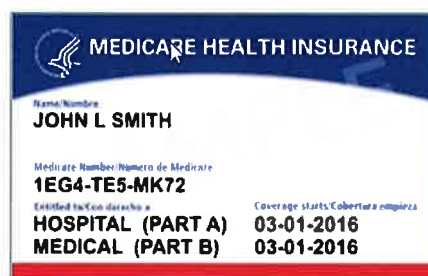 MEDICARE HEALTH INSURANCE
Name/Nombre
JOHN L SMITH
Medicare Number/Número de Medicare
1EG4-TE5-MK72
Entitled to/Con derecho a Coverage starts/Cobertura empieza
HOSPITAL (PART A) 03-01-2016
MEDICAL (PART B) 03-01-2016